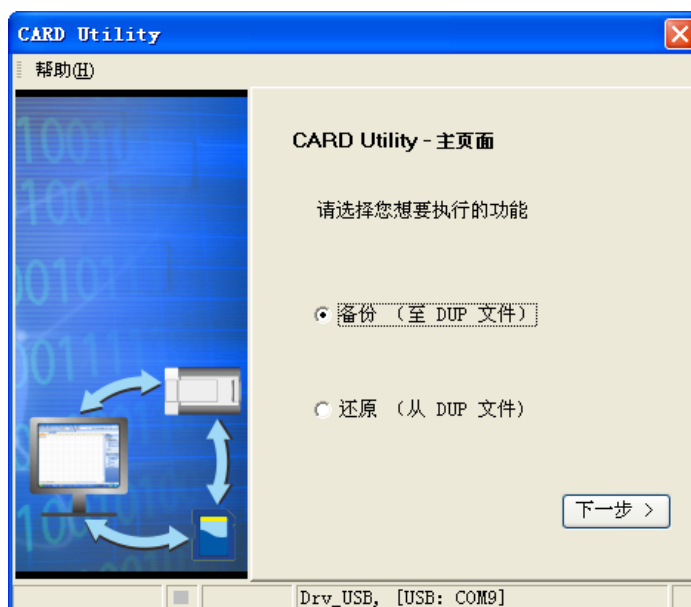 CARD Utility
帮助(H)
CARD Utility - 主页面
请选择您想要执行的功能
备份 （至 DUP 文件）
还原 （从 DUP 文件）
下一步 >
Drv_USB, [USB: COM9]